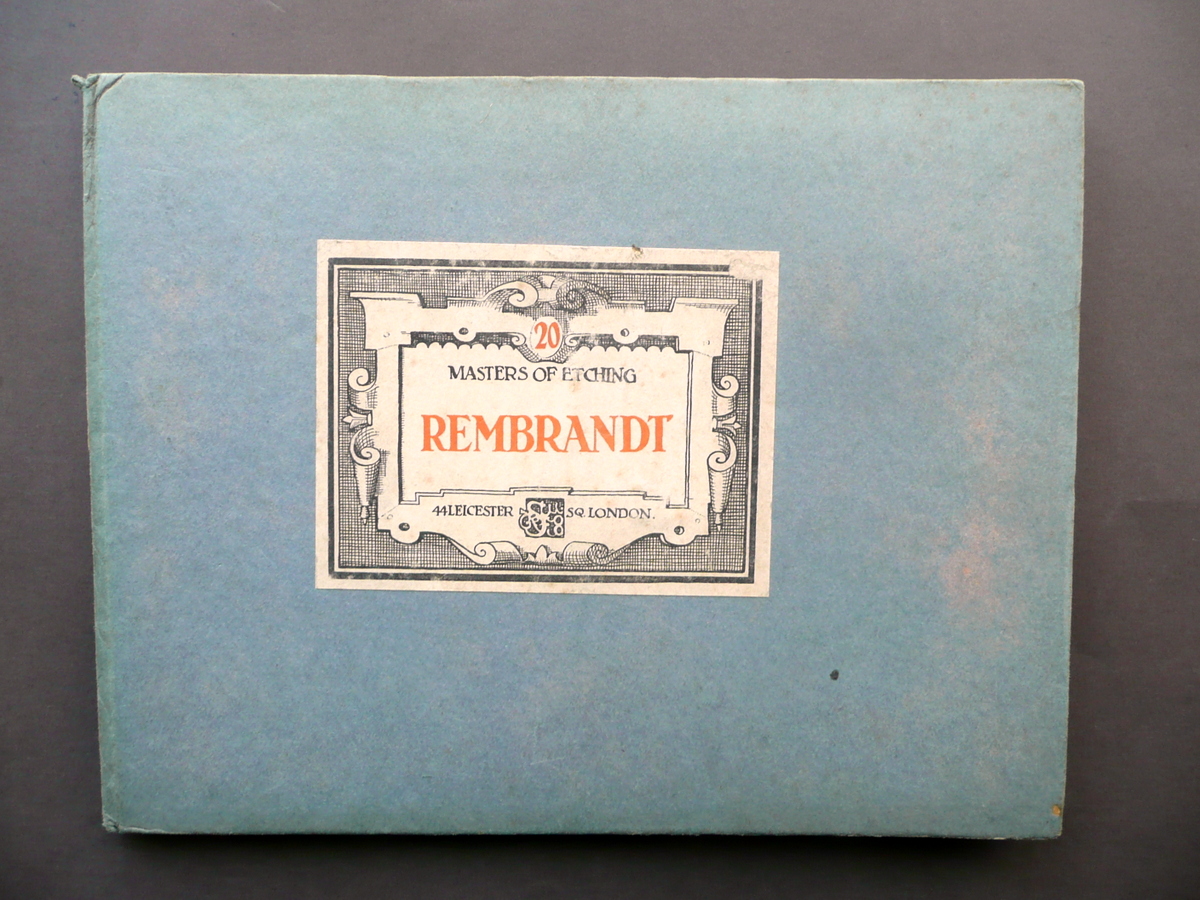 20
MASTERS OF ETCHING
REMBRANDT
44 LEICESTER SQ. LONDON.